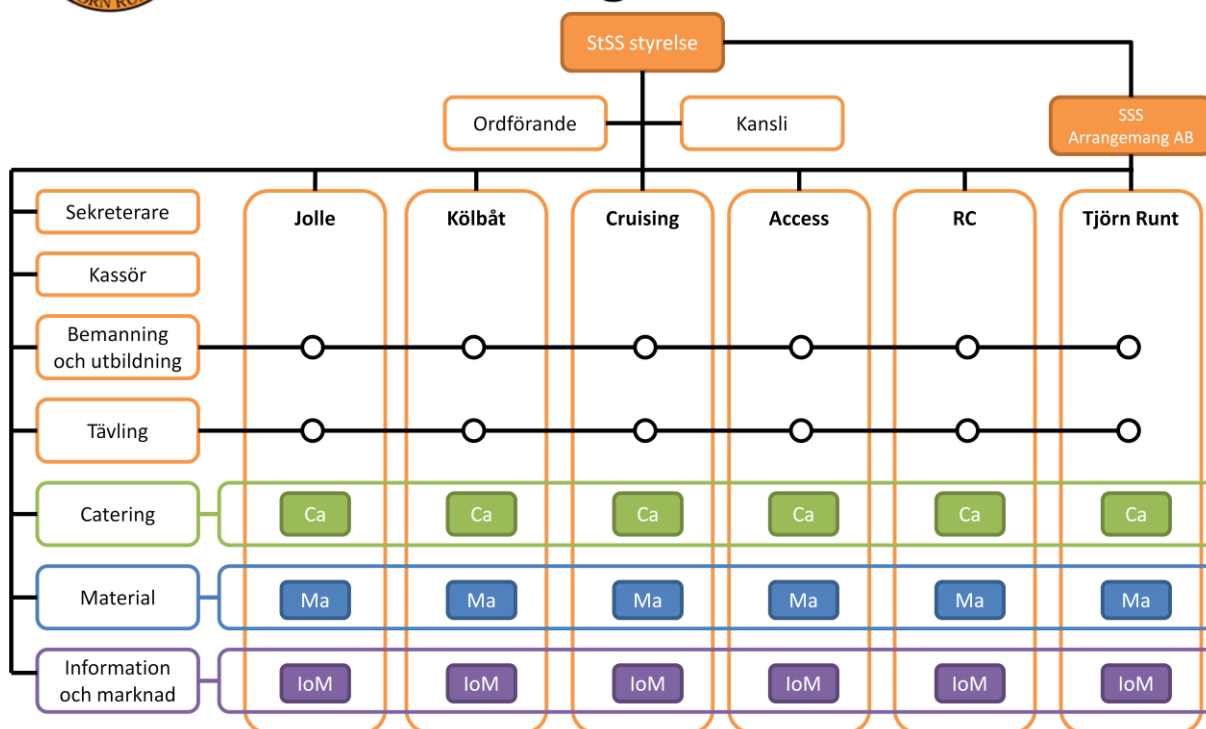 StSS styrelse
Ordförande
Kansli
SSS
Arrangemang AB
Sekreterare
Jolle
Kölbåt
Cruising
Access
RC
Tjörn Runt
Kassör
Bemanning
och utbildning
Tävling
Catering
Ca
Ca
Ca
Ca
Ca
Ca
Material
Ma
Ma
Ma
Ma
Ma
Ma
Information
och marknad
IoM
IoM
IoM
IoM
IoM
IoM